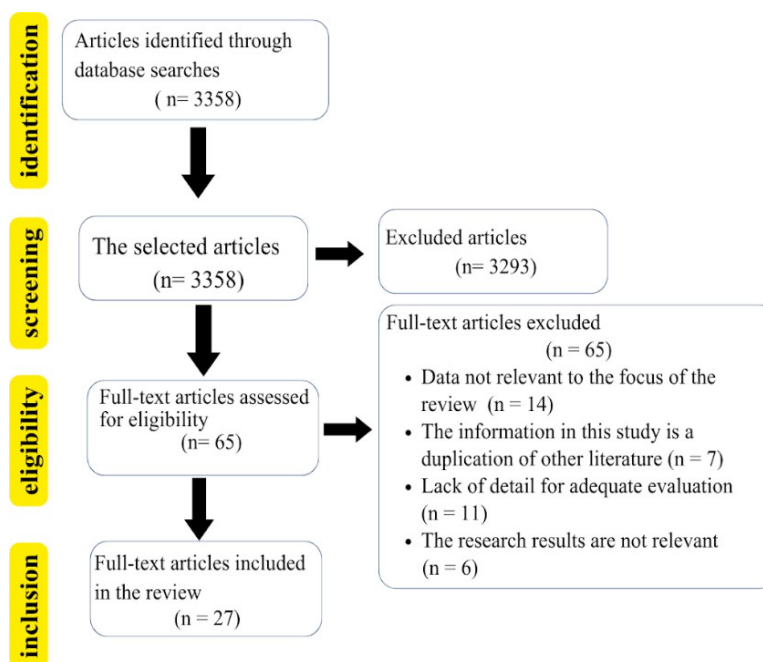 identification
Articles identified through
database searches
( n= 3358)
screening
The selected articles
(n= 3358)
Excluded articles
(n= 3293)
eligibility
Full-text articles assessed
for eligibility
(n= 65)
Full-text articles excluded
(n = 65)
• Data not relevant to the focus of the
review (n = 14)
• The information in this study is a
duplication of other literature (n = 7)
• Lack of detail for adequate evaluation
(n = 11)
• The research results are not relevant
(n = 6)
inclusion
Full-text articles included
in the review
(n = 27)